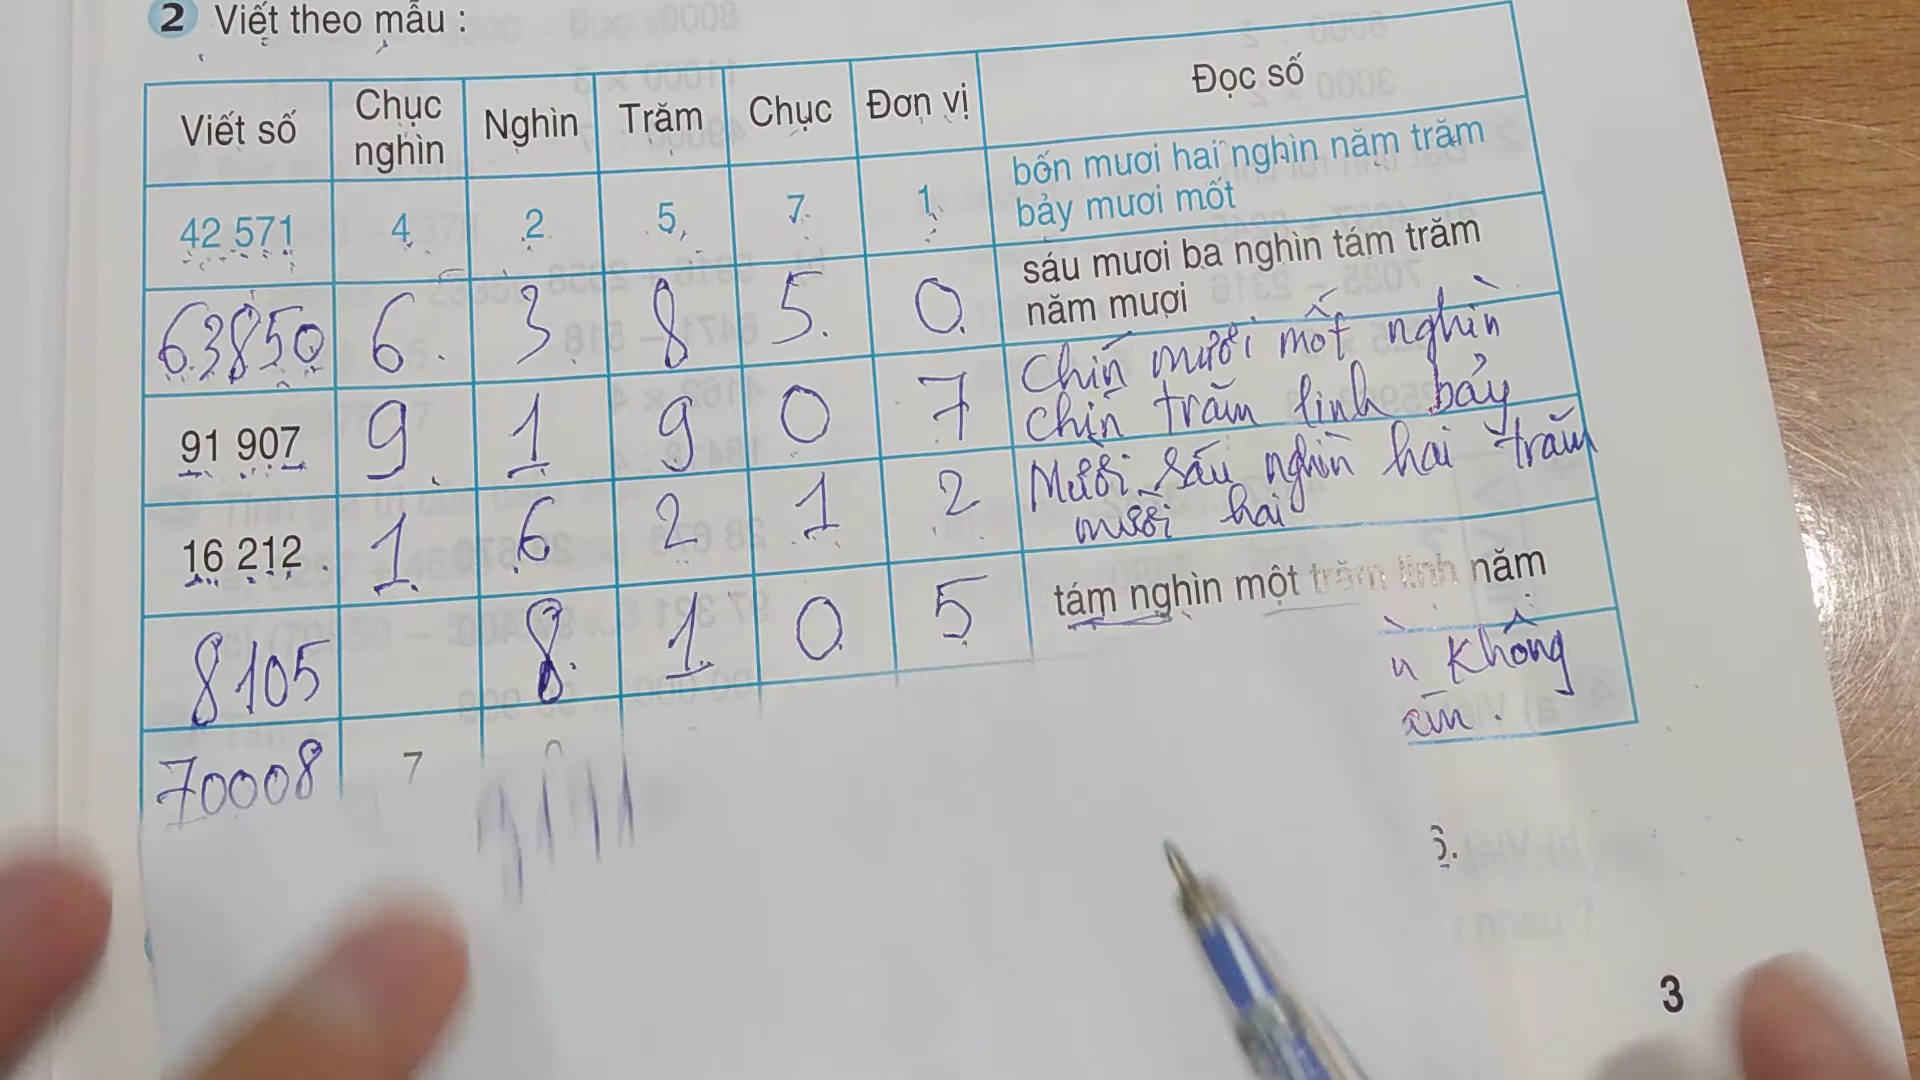 2 Viết theo mẫu :
Viết số Chục nghìn Nghìn Trăm Chục Đơn vị Đọc số
42 571 4 2 5 7 1 bốn mươi hai nghìn năm trăm
bảy mươi mốt
63850 6 3 8 5 0 sáu mươi ba nghìn tám trăm
năm mươi
91 907 9 1 9 0 7 Chín mươi mốt nghìn
chín trăm linh bảy
16 212 1 6 2 1 2 Mười sáu nghìn hai trăm
mười hai
8105 8 1 0 5 tám nghìn một trăm linh năm
70008 7 không
3